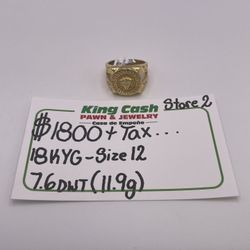 King Cash
PAWN & JEWELRY
Casa de Empeño
Store 2
$1800 + Tax...
18KYG - Size 12
7.6DWT (11.9g)